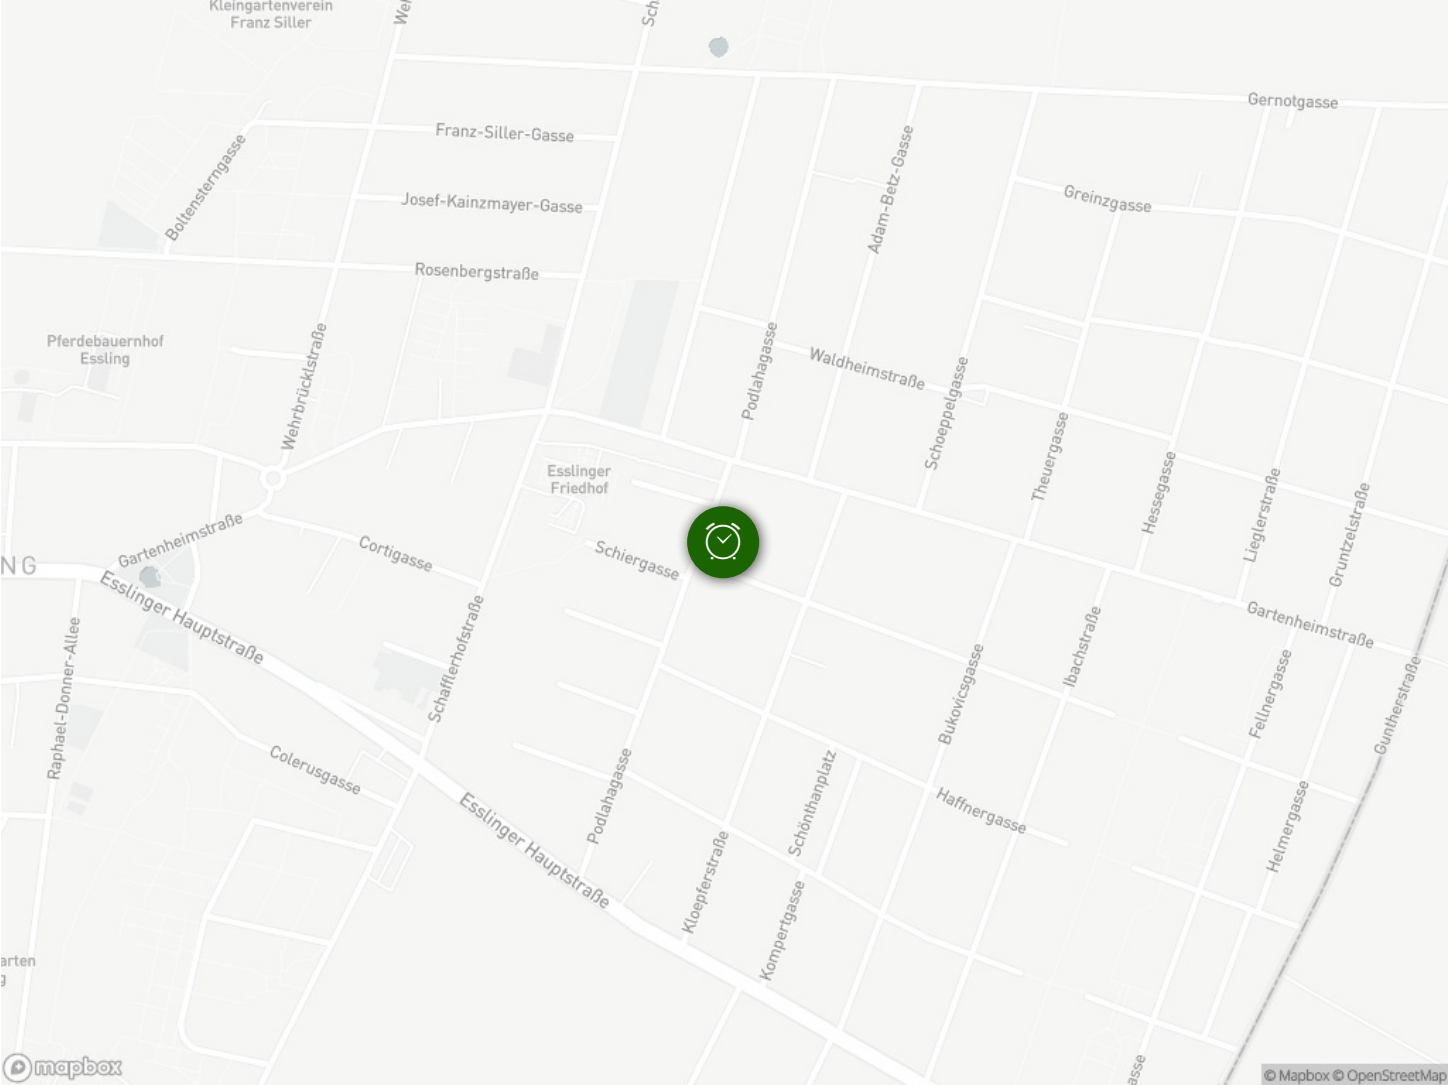 Kleingartenverein
Franz Siller
Gernotgasse
Franz-Siller-Gasse
Boltensterngasse
Adam-Betz-Gasse
Josef-Kainzmayer-Gasse
Greinzgasse
Rosenbergstraße
Pferdebauernhof
Essling
Wehrbrücklstraße
Podlahagasse
Waldheimstraße
Schoeppelgasse
Theuergasse
Hessegasse
Lieglerstraße
Gruntzelstraße
Esslinger
Friedhof
Gartenheimstraße
Cortigasse
Schiergasse
NG
Esslinger Hauptstraße
Schafflerhofstraße
Raphael-Donner-Allee
Ibachstraße
Gartenheimstraße
Bukovicsgasse
Fellnergasse
Guntherstraße
Colerusgasse
Podlahagasse
Schönthanplatz
Haffnergasse
Helmergasse
Esslinger Hauptstraße
Kloepferstraße
Kompertgasse
arten
g
asse
mapbox
© Mapbox © OpenStreetMap